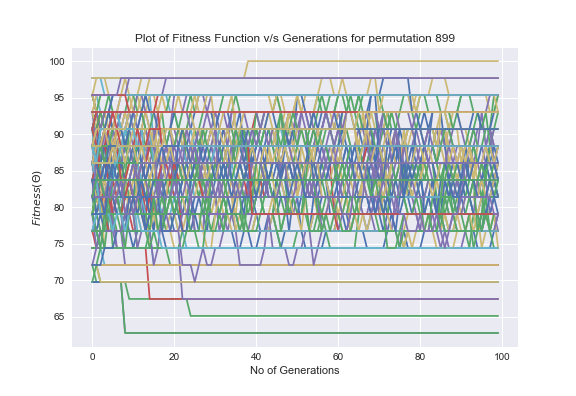 Plot of Fitness Function v/s Generations for permutation 899
100
95
90
85
80
75
70
65
Fitness(Θ)
0 20 40 60 80 100
No of Generations